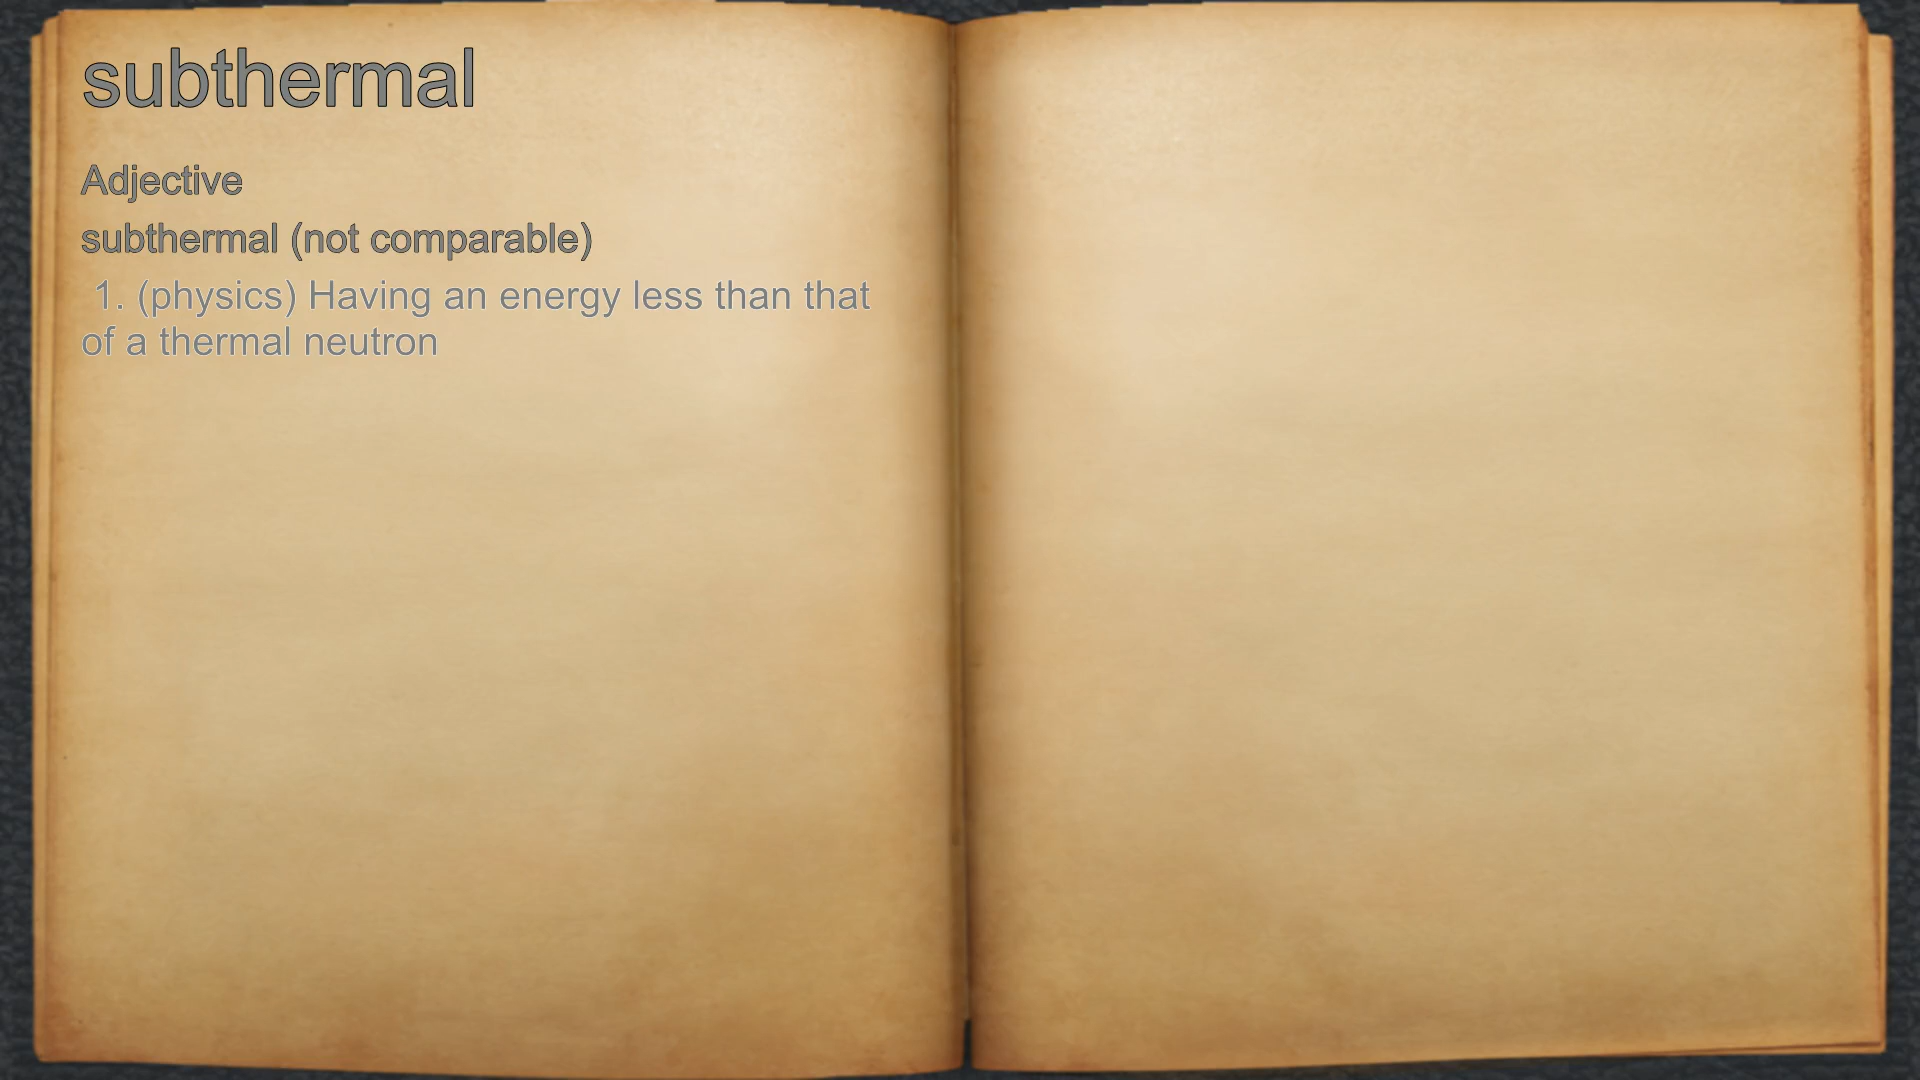 subthermal
Adjective
subthermal (not comparable)
1. (physics) Having an energy less than that
of a thermal neutron